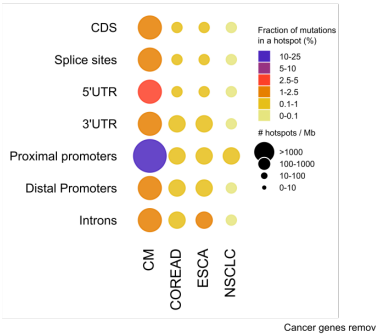 CDS
Splice sites
5'UTR
3'UTR
Proximal promoters
Distal Promoters
Introns
CM
COREAD
ESCA
NSCLC
Fraction of mutations
in a hotspot (%)
10-25
5-10
2.5-5
1-2.5
0.1-1
0-0.1
# hotspots / Mb
>1000
100-1000
10-100
0-10
Cancer genes remov